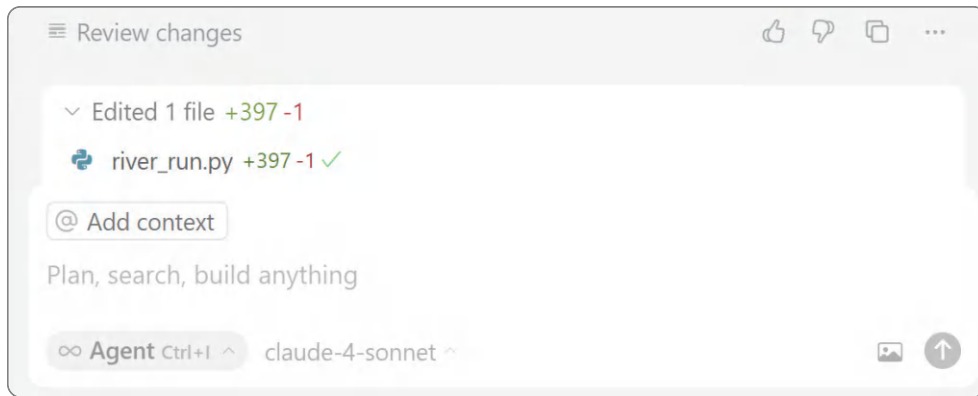 Review changes
Edited 1 file +397 -1
river_run.py +397 -1
@ Add context
Plan, search, build anything
∞ Agent Ctrl+I claude-4-sonnet